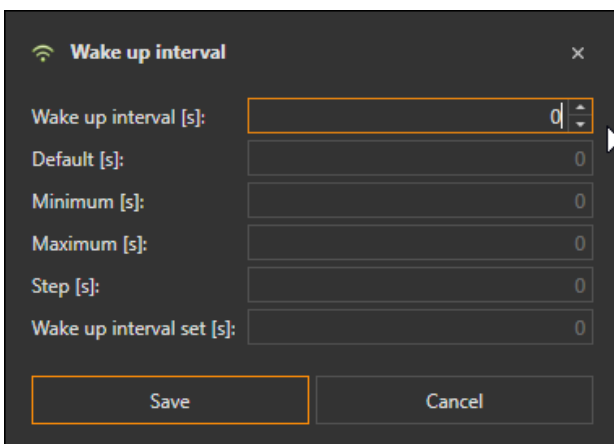 Wake up interval
Wake up interval [s]: 0
Default [s]: 0
Minimum [s]: 0
Maximum [s]: 0
Step [s]: 0
Wake up interval set [s]: 0
Save Cancel